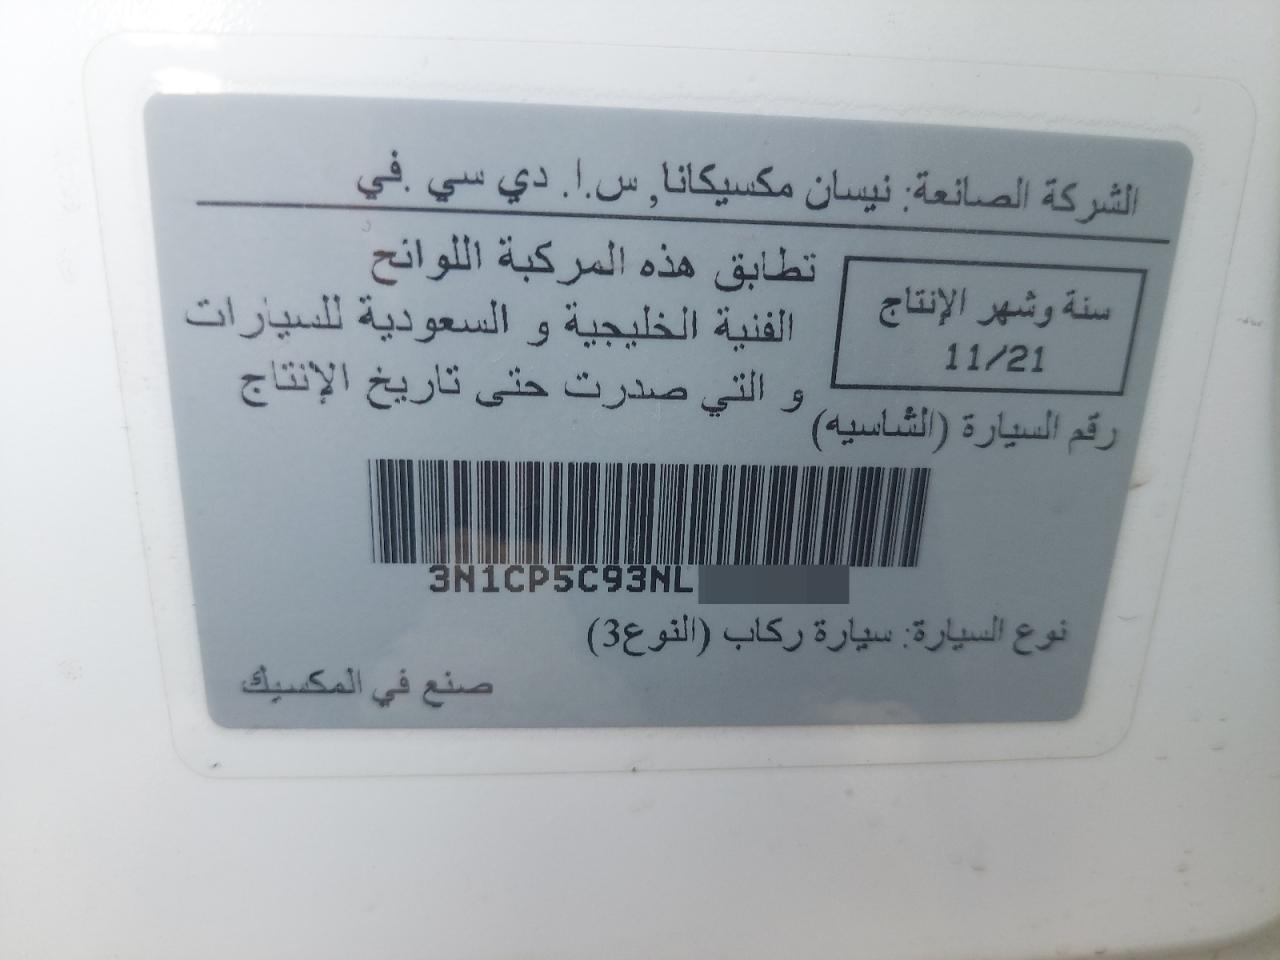 الشركة الصانعة: نيسان مكسيكانا, س.ا. دي سي .في
سنة وشهر الإنتاج
11/21
تطابق هذه المركبة اللوائح
الفنية الخليجية و السعودية للسيارات
و التي صدرت حتى تاريخ الإنتاج
رقم السيارة (الشاسيه)
3N1CP5C93NL
نوع السيارة: سيارة ركاب (النوع3)
صنع في المكسيك